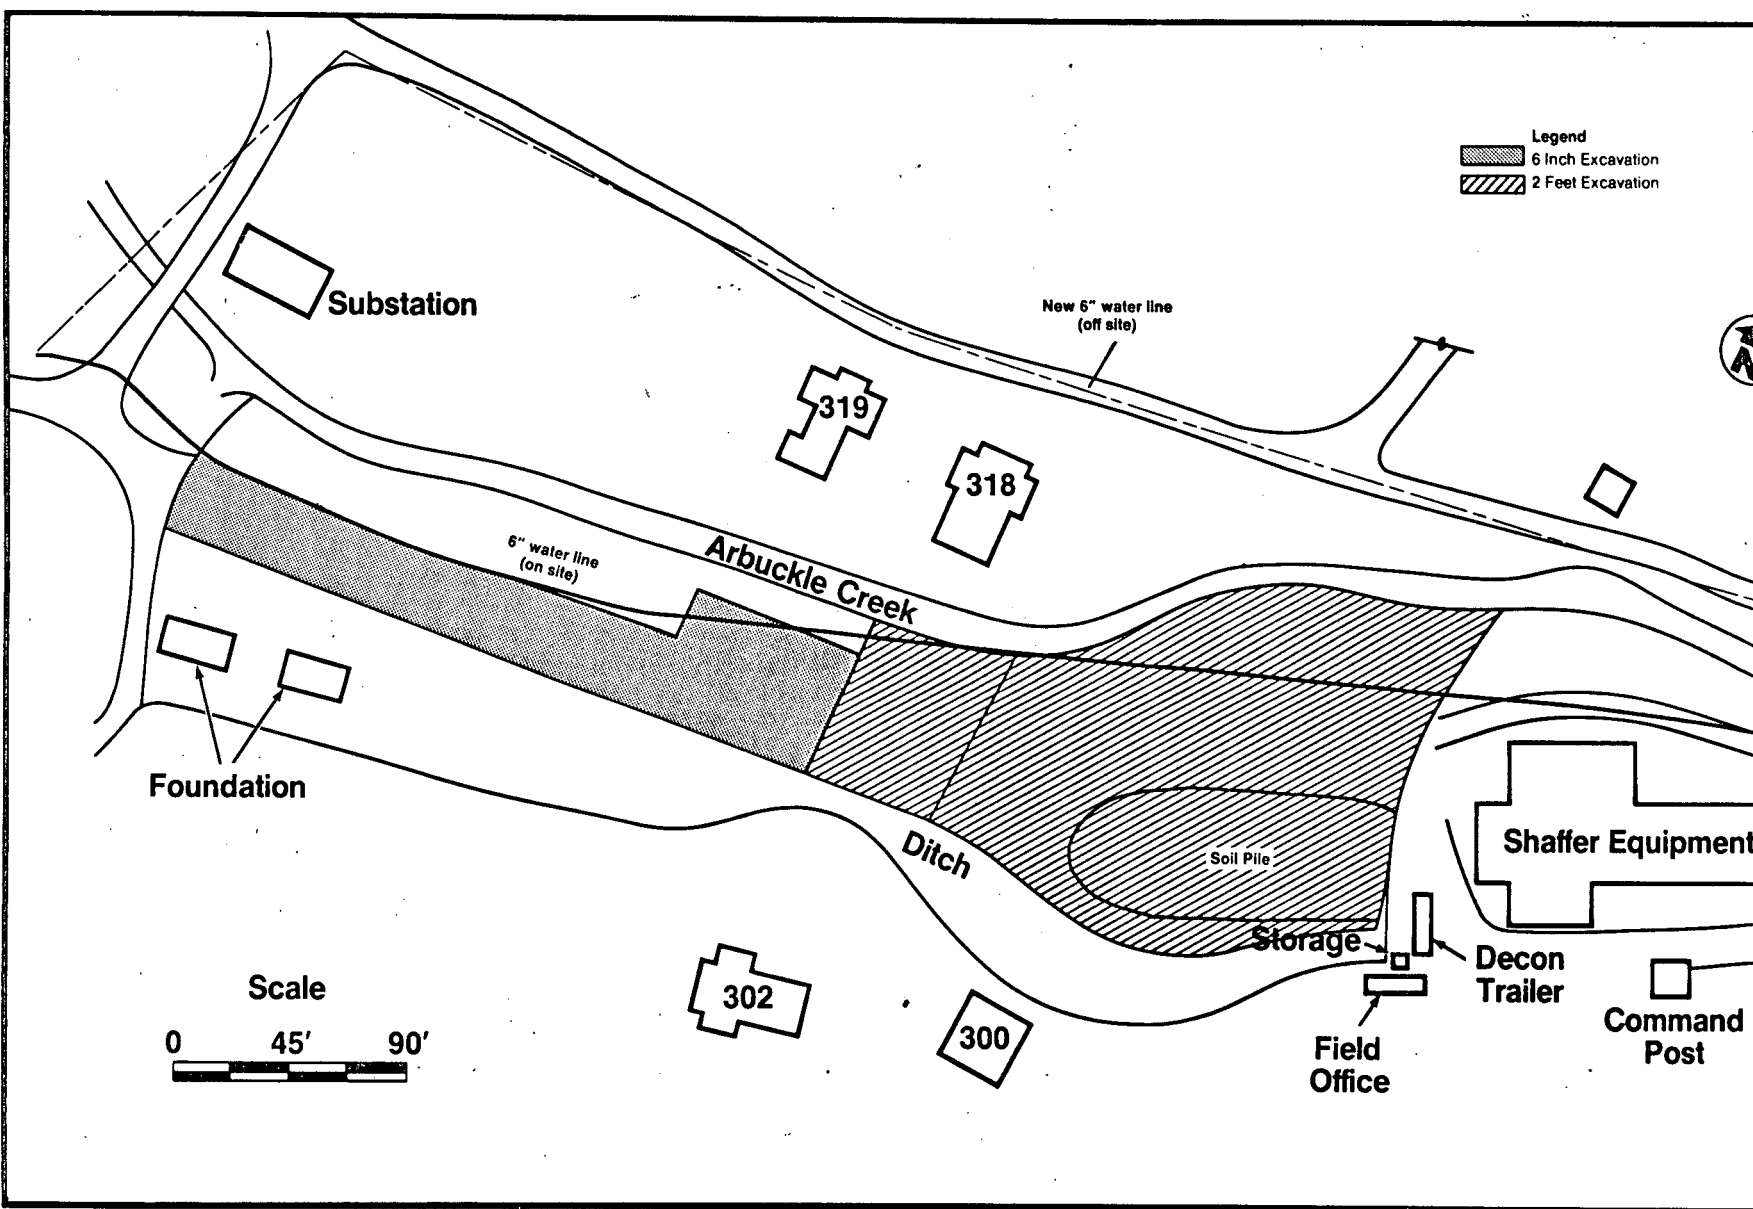 Legend
6 Inch Excavation
2 Feet Excavation
Substation
New 6" water line
(off site)
319
318
6" water line
(on site)
Arbuckle Creek
Foundation
Ditch
Soil Pile
Shaffer Equipment
Storage
Decon
Trailer
Field
Office
Command
Post
302
300
Scale
0 45' 90'